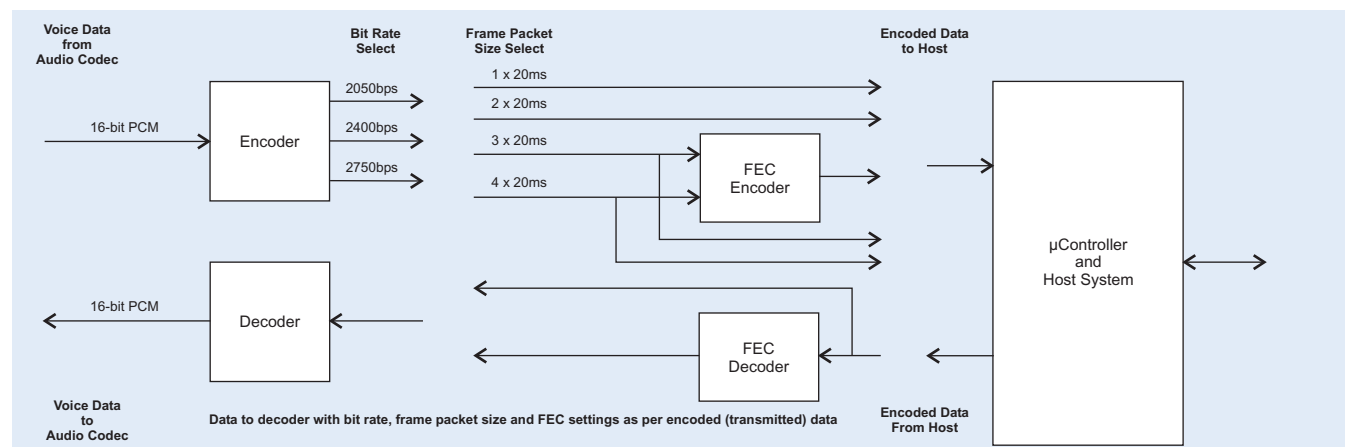 Voice Data
from
Audio Codec
Bit Rate
Select
Frame Packet
Size Select
Encoded Data
to Host
16-bit PCM
Encoder
2050bps
2400bps
2750bps
1 x 20ms
2 x 20ms
3 x 20ms
4 x 20ms
FEC
Encoder
µController
and
Host System
16-bit PCM
Decoder
FEC
Decoder
Voice Data
to
Audio Codec
Data to decoder with bit rate, frame packet size and FEC settings as per encoded (transmitted) data
Encoded Data
From Host